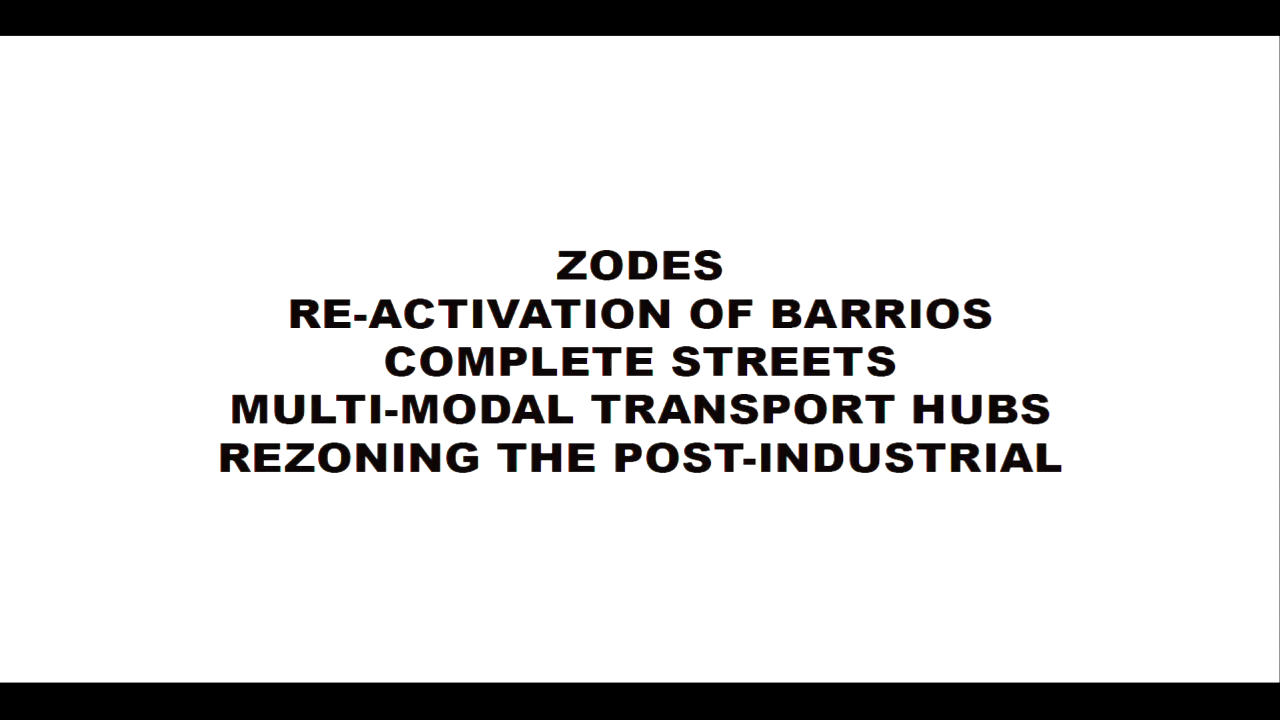 ZODES
RE-ACTIVATION OF BARRIOS
COMPLETE STREETS
MULTI-MODAL TRANSPORT HUBS
REZONING THE POST-INDUSTRIAL